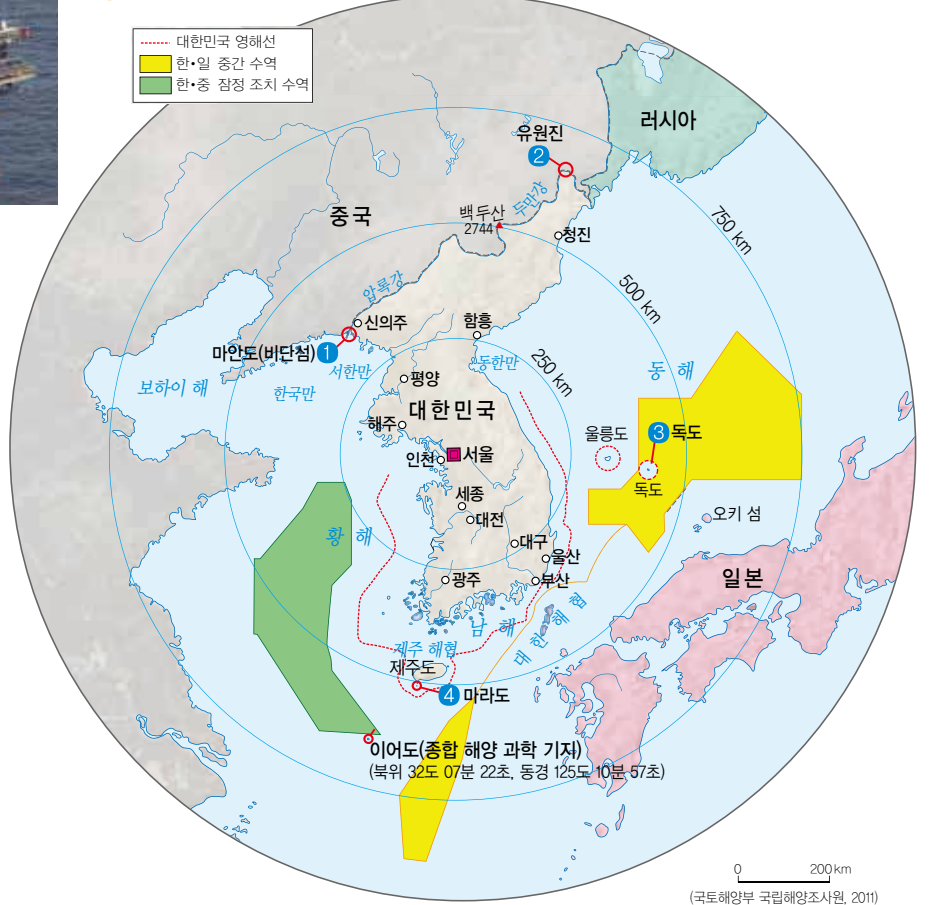 대한민국 영해선
한•일 중간 수역
한•중 잠정 조치 수역
러시아
유원진
2
두만강
백두산
2744
중국
청진
750 km
500 km
250 km
압록강
신의주
함흥
마안도(비단섬) 1
서한만
동한만
보하이 해
한국만
평양
동 해
대한민국
해주
울릉도
3 독도
인천
서울
독도
세종
대전
오키 섬
황 해
대구
울산
광주
부산
일본
남 해
대 한 해 협
제주 해협
제주도
4 마라도
이어도(종합 해양 과학 기지)
(북위 32도 07분 22초, 동경 125도 10분 57초)
0 200 km
(국토해양부 국립해양조사원, 2011)